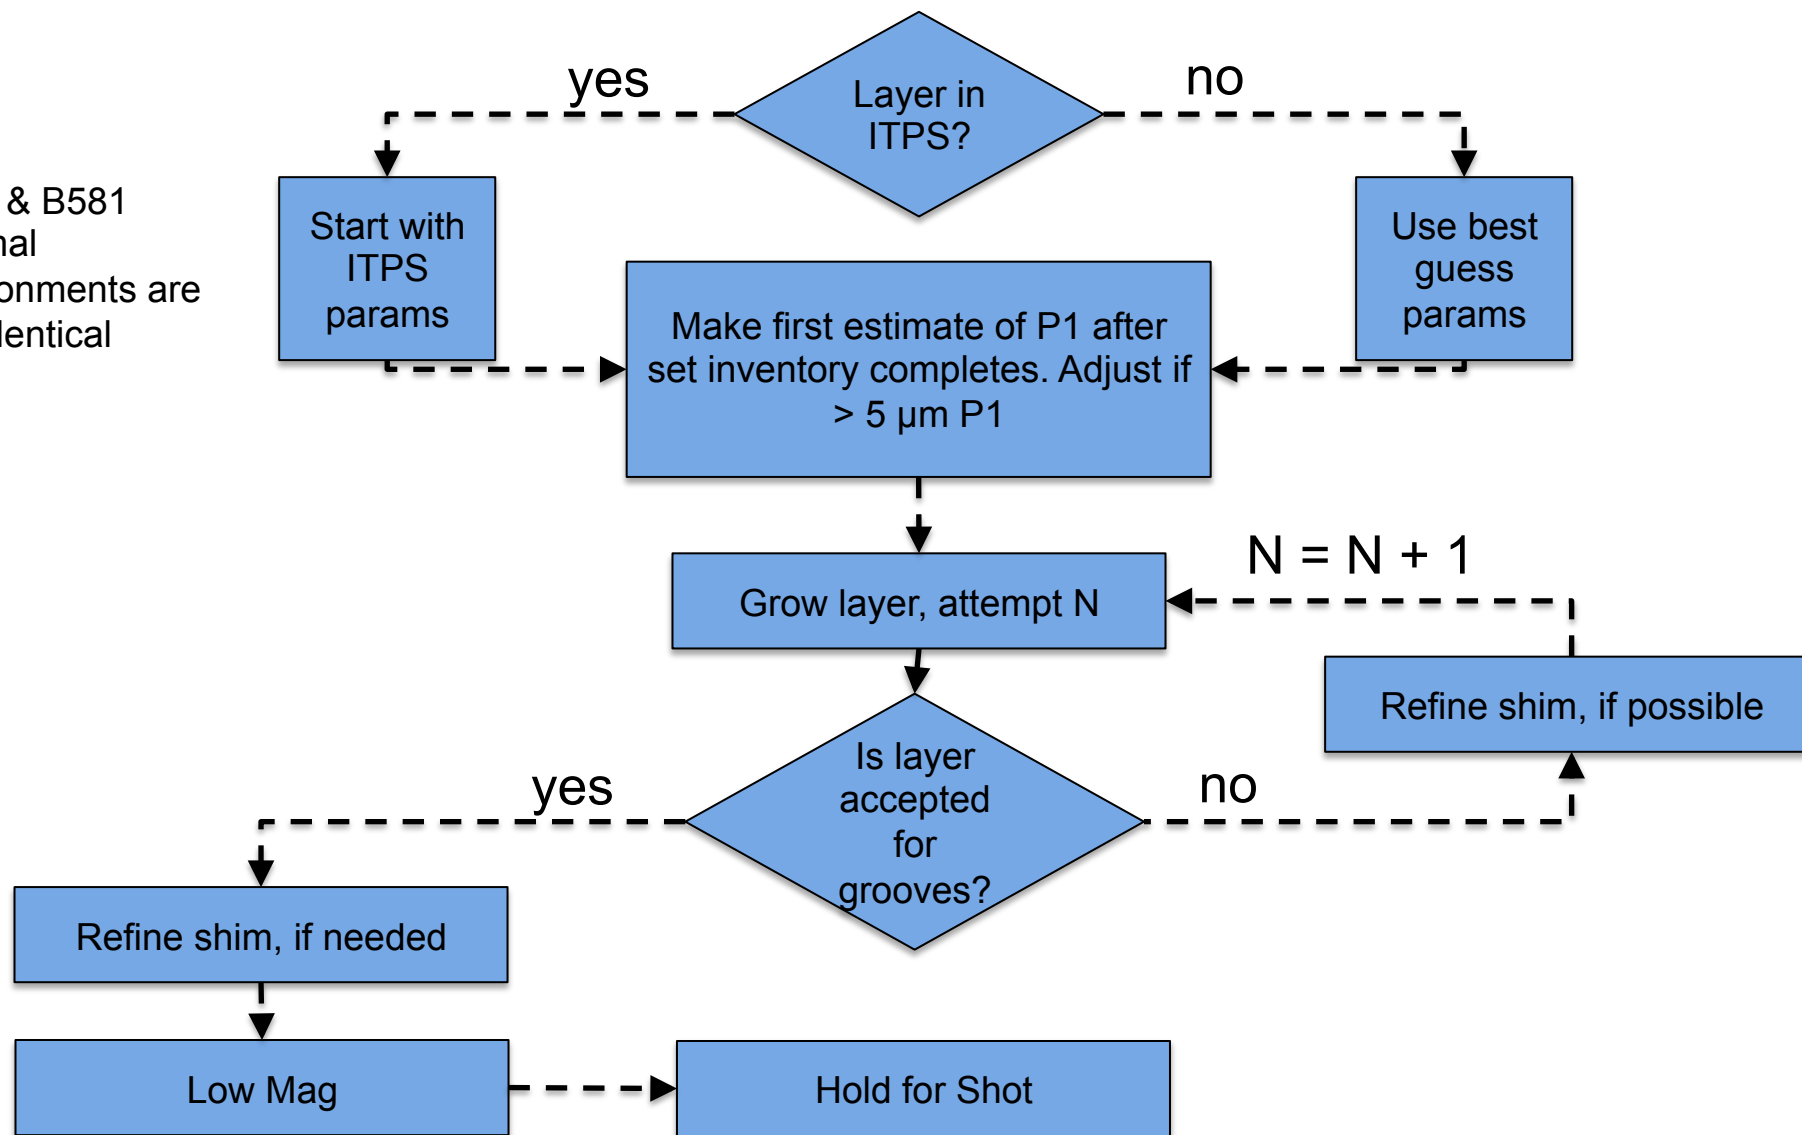 yes
Layer in
ITPS?
no
& B581
nal
onments are
dentical
Start with
ITPS
params
Use best
guess
params
Make first estimate of P1 after
set inventory completes. Adjust if
> 5 µm P1
Grow layer, attempt N
N = N + 1
Refine shim, if possible
Is layer
accepted
for
grooves?
yes
no
Refine shim, if needed
Low Mag
Hold for Shot